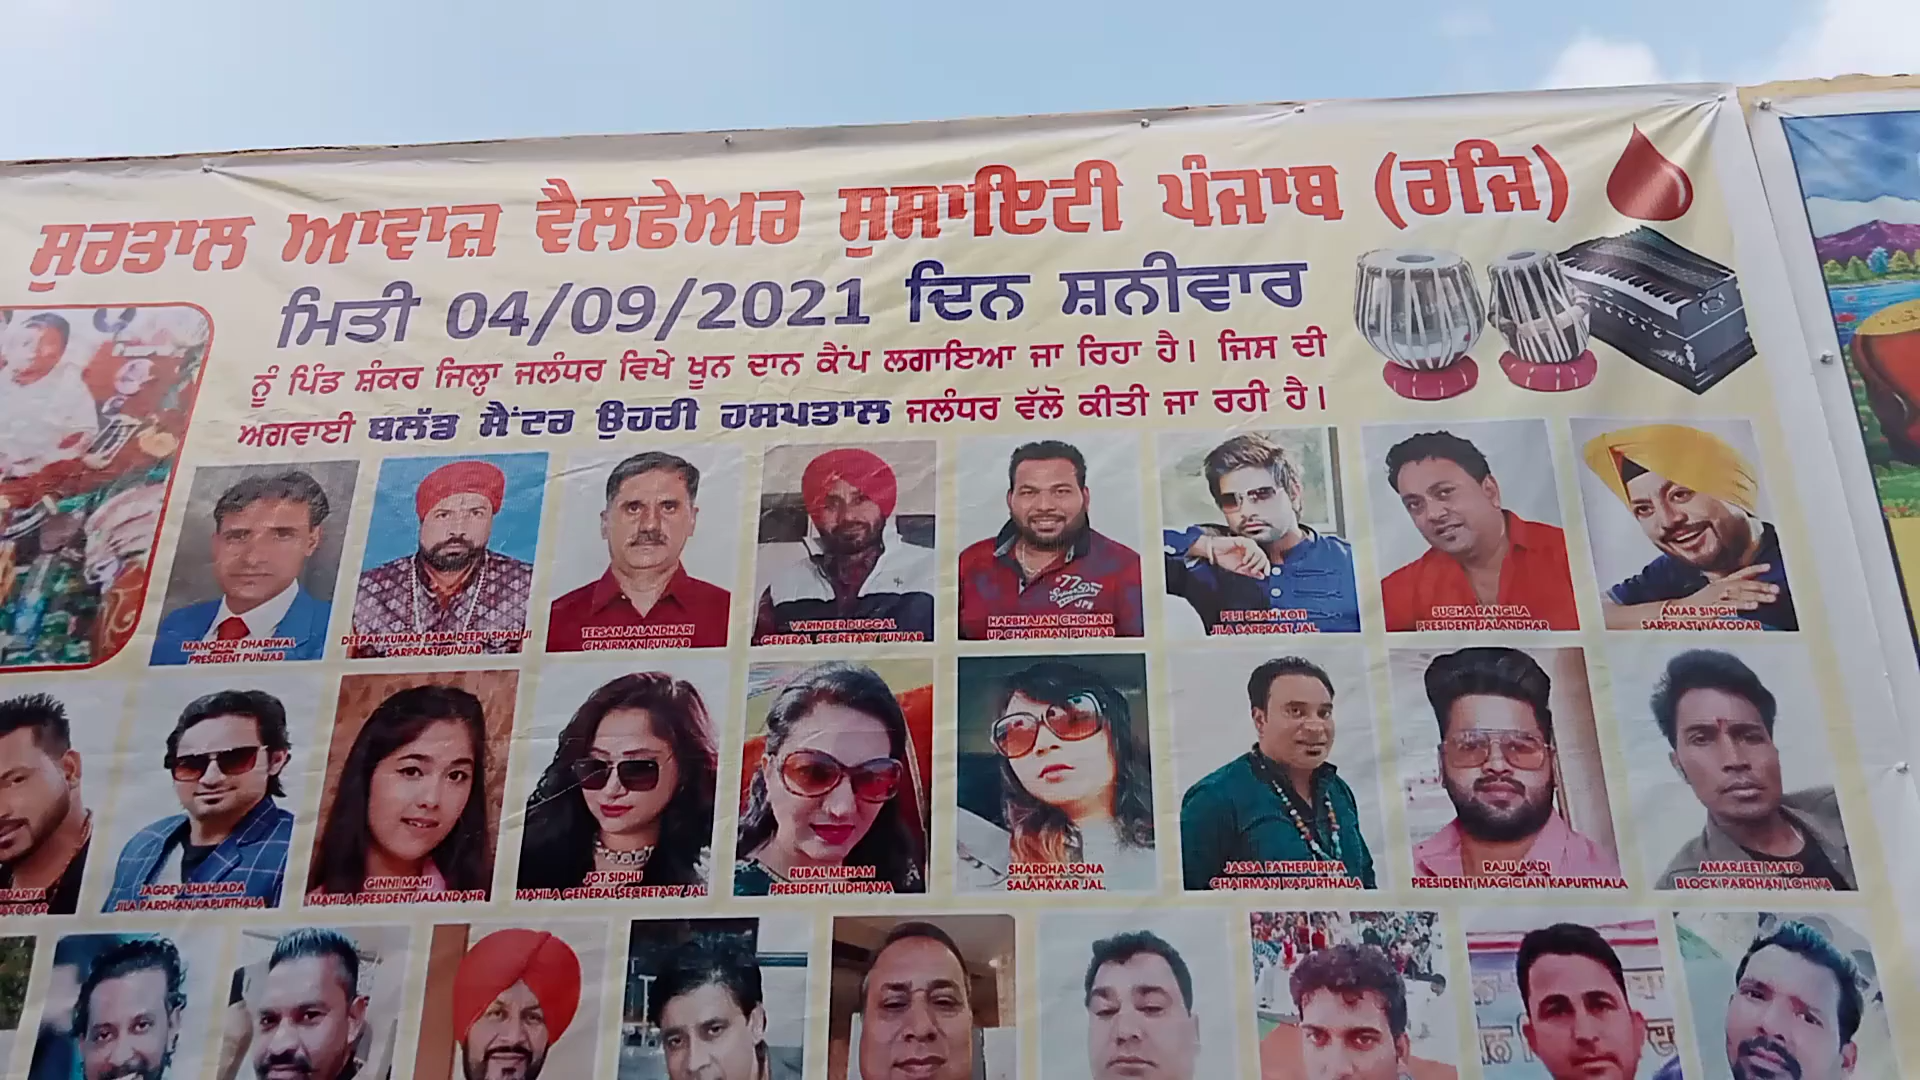 ਸੁਰਤਾਲ ਆਵਾਜ਼ ਵੈਲਫੇਅਰ ਸੁਸਾਇਟੀ ਪੰਜਾਬ (ਰਜਿ)
ਮਿਤੀ 04/09/2021 ਦਿਨ ਸ਼ਨੀਵਾਰ
ਨੂੰ ਪਿੰਡ ਸ਼ੰਕਰ ਜਿਲ੍ਹਾ ਜਲੰਧਰ ਵਿਖੇ ਖੂਨ ਦਾਨ ਕੈਂਪ ਲਗਾਇਆ ਜਾ ਰਿਹਾ ਹੈ। ਜਿਸ ਦੀ
ਅਗਵਾਈ ਬਲੱਡ ਸੈਂਟਰ ਉਹਰੀ ਹਸਪਤਾਲ ਜਲੰਧਰ ਵੱਲੋ ਕੀਤੀ ਜਾ ਰਹੀ ਹੈ।
MANOHAR DHARIWAL
PRESIDENT PUNJAB
DEEPAK KUMAR BABA DEEPU SHAH JI
SARPRAST PUNJAB
TERSAN JALANDHARI
CHAIRMAN PUNJAB
VARINDER DUGGAL
GENERAL SECRETARY PUNJAB
HARBHAJAN CHOHAN
UP CHAIRMAN PUNJAB
PEJI SHAH KOTI
JILA SARPRAST JAL.
SUCHA RANGILA
PRESIDENT JALANDHAR
AMAR SINGH
SARPRAST NAKODAR
JAGDEV SHAHJADA
JILA PARDHAN KAPURTHALA
GINNI MAHI
MAHILA PRESIDENT JALANDAHR
JOT SIDHU
MAHILA GENERAL SECRETARY JAL.
RUBAL MEHAM
PRESIDENT LUDHIANA
SHARDHA SONA
SALAHAKAR JAL.
JASSA FATHEPURIYA
CHAIRMAN KAPURTHALA
RAJU AADI
PRESIDENT MAGICIAN KAPURTHALA
AMARJEET MATO
BLOCK PARDHAN LOHIYA